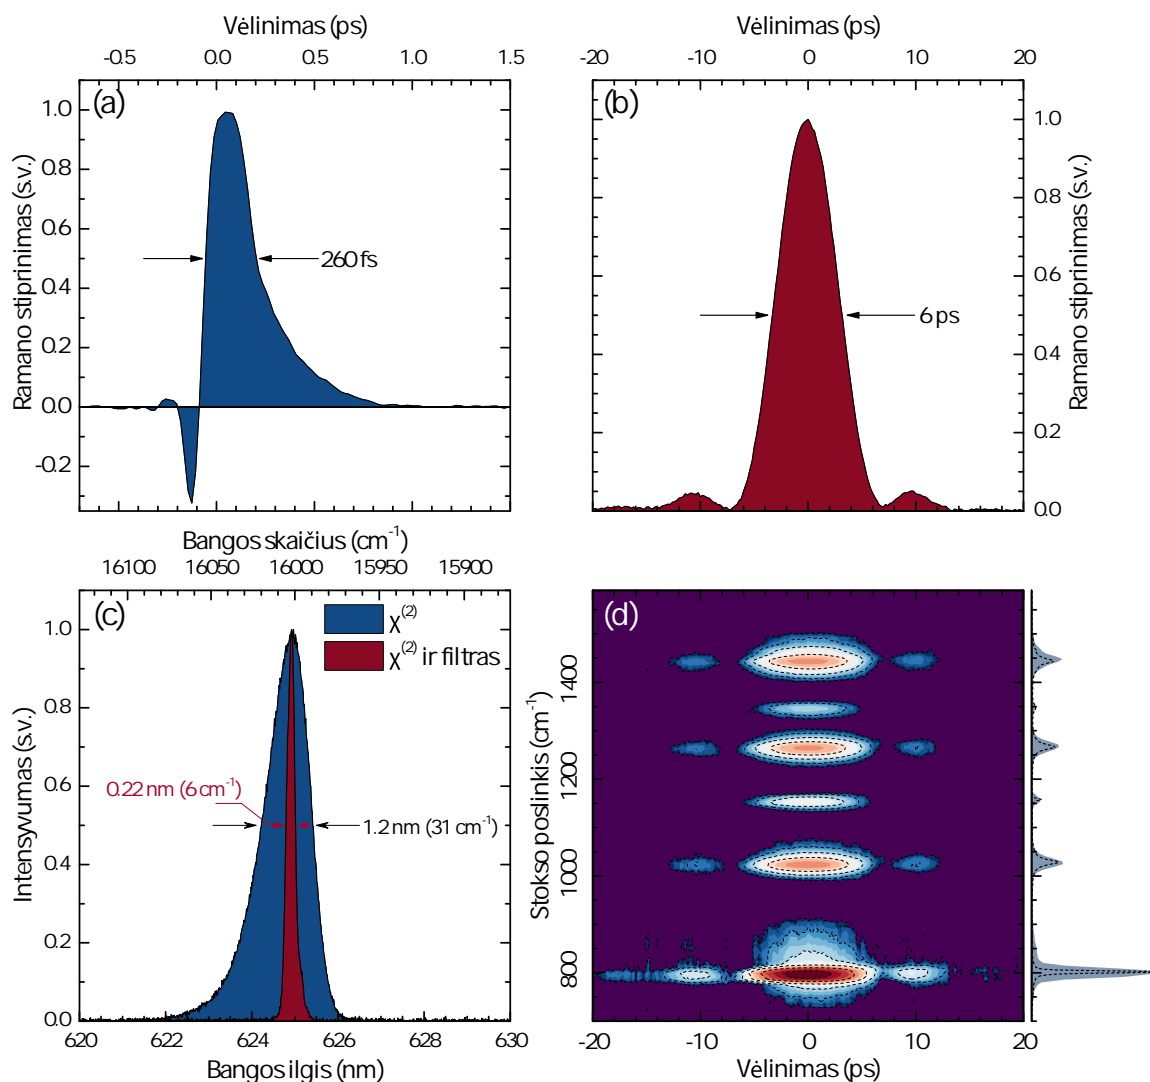 Vėlinimas (ps)
-0.5 0.0 0.5 1.0 1.5
(a)
Ramano stiprinimas (s.v.)
1.0
0.8
0.6
0.4
0.2
0.0
-0.2
260 fs
Vėlinimas (ps)
-20 -10 0 10 20
(b)
6 ps
1.0
0.8
0.6
0.4
0.2
0.0
Ramano stiprinimas (s.v.)
Bangos skaičius (cm⁻¹)
16100 16050 16000 15950 15900
(c)
χ⁽²⁾
χ⁽²⁾ ir filtras
Intensyvumas (s.v.)
1.0
0.8
0.6
0.4
0.2
0.0
0.22 nm (6 cm⁻¹)
1.2 nm (31 cm⁻¹)
620 622 624 626 628 630
Bangos ilgis (nm)
(d)
Stokso poslinkis (cm⁻¹)
1400
1200
1000
800
-20 -10 0 10 20
Vėlinimas (ps)